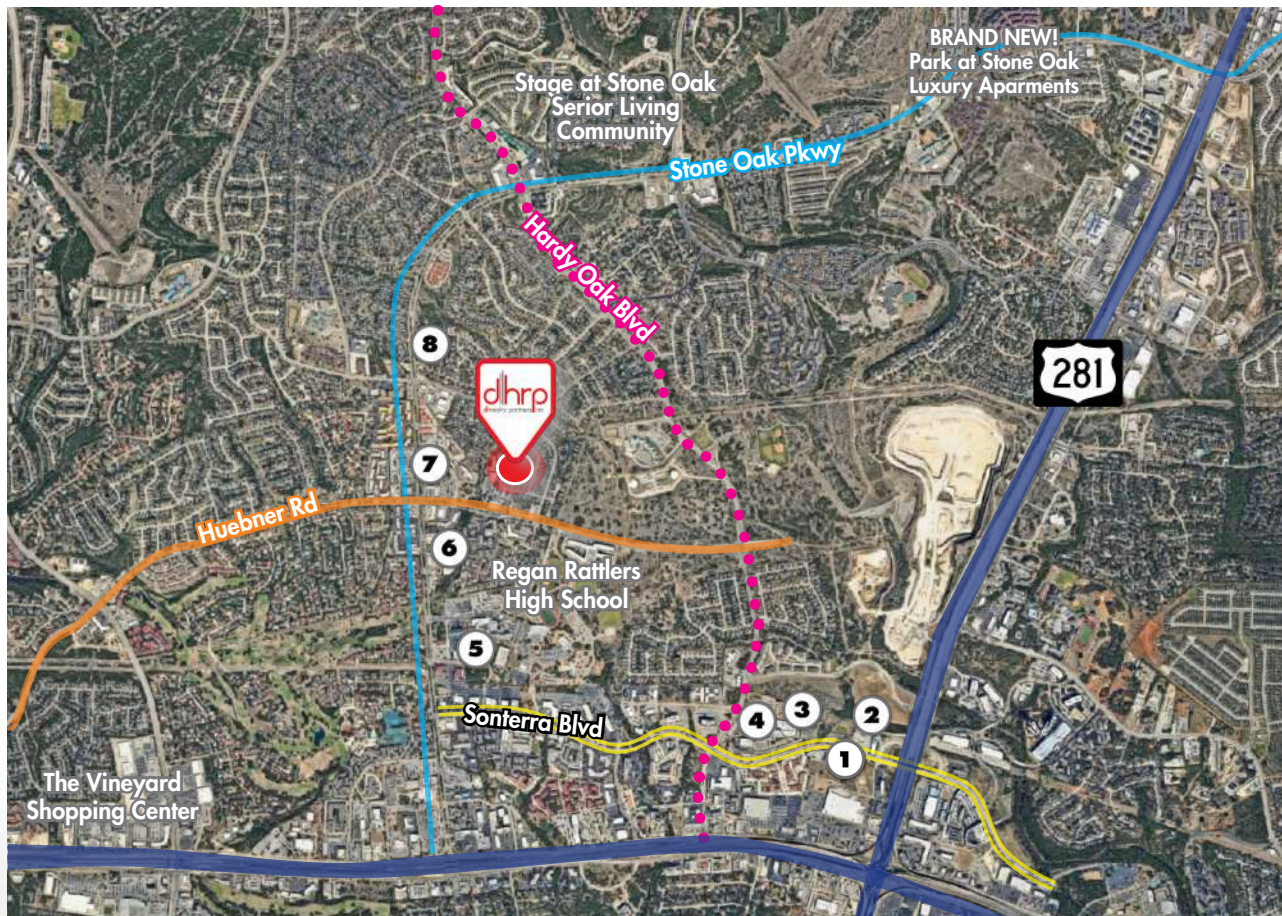 BRAND NEW!
Park at Stone Oak
Luxury Aparments
Stage at Stone Oak
Serior Living
Community
Stone Oak Pkwy
Hardy Oak Blvd
8
281
dhrp
7
Huebner Rd
6
Regan Rattlers
High School
5
Sonterra Blvd
4
3
2
1
The Vineyard
Shopping Center